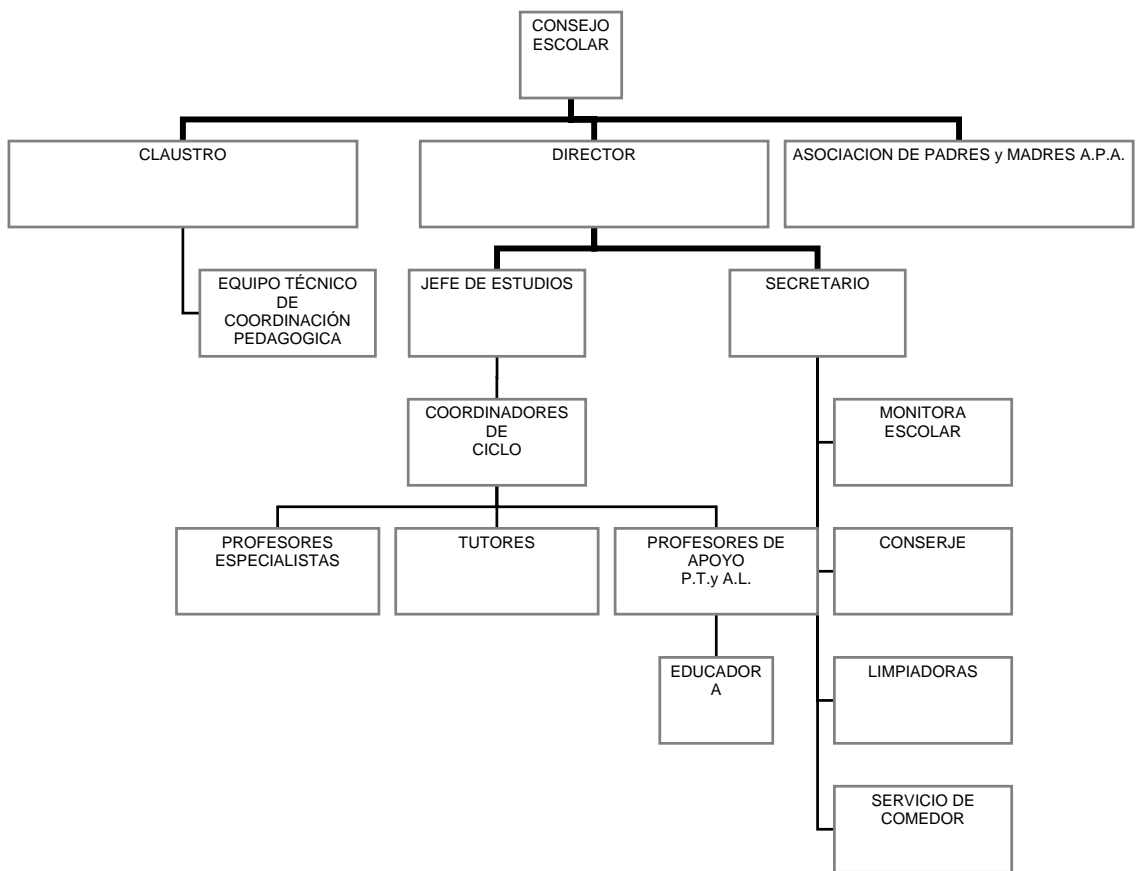 CONSEJO
ESCOLAR
CLAUSTRO
DIRECTOR
ASOCIACION DE PADRES y MADRES A.P.A.
EQUIPO TÉCNICO
DE
COORDINACIÓN
PEDAGOGICA
JEFE DE ESTUDIOS
SECRETARIO
COORDINADORES
DE
CICLO
MONITORA
ESCOLAR
PROFESORES
ESPECIALISTAS
TUTORES
PROFESORES DE
APOYO
P.T.y A.L.
CONSERJE
EDUCADOR
A
LIMPIADORAS
SERVICIO DE
COMEDOR